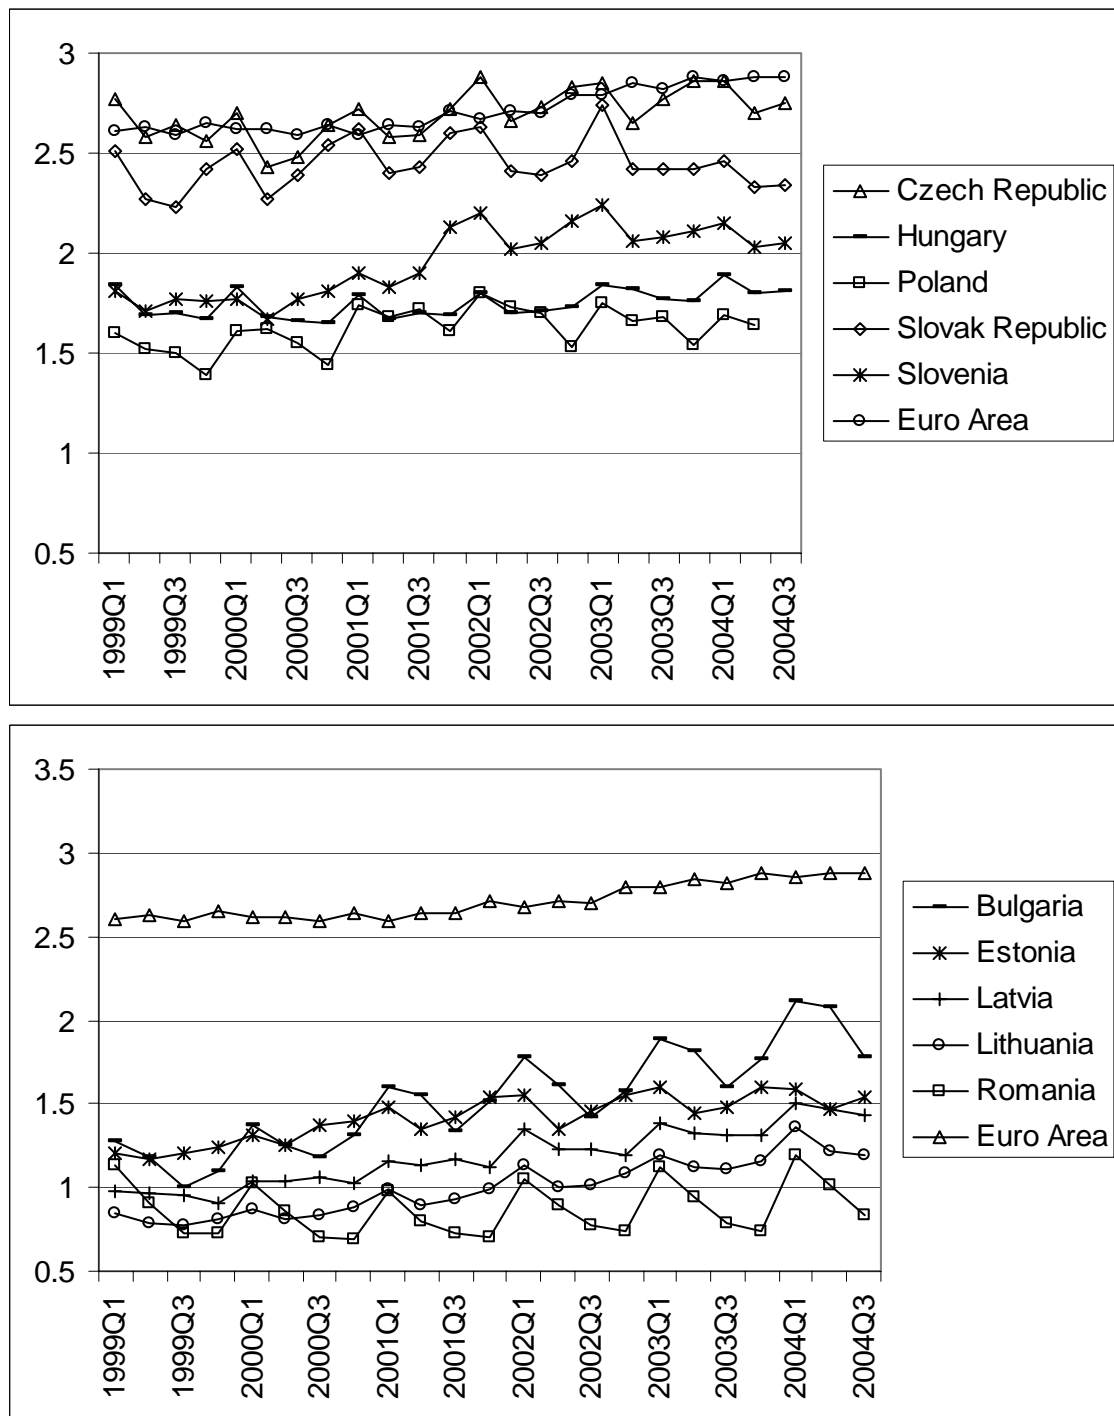 3
2.5
2
1.5
1
0.5
1999Q1
1999Q3
2000Q1
2000Q3
2001Q1
2001Q3
2002Q1
2002Q3
2003Q1
2003Q3
2004Q1
2004Q3
Czech Republic
Hungary
Poland
Slovak Republic
Slovenia
Euro Area
3.5
3
2.5
2
1.5
1
0.5
1999Q1
1999Q3
2000Q1
2000Q3
2001Q1
2001Q3
2002Q1
2002Q3
2003Q1
2003Q3
2004Q1
2004Q3
Bulgaria
Estonia
Latvia
Lithuania
Romania
Euro Area